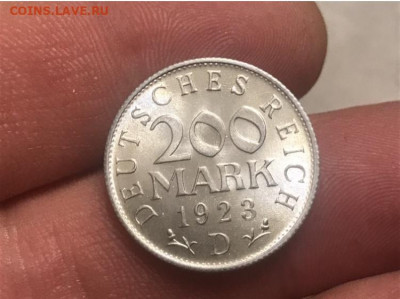 COINS.LAVE.RU
DEUTSCHES REICH
200
MARK
1923
D